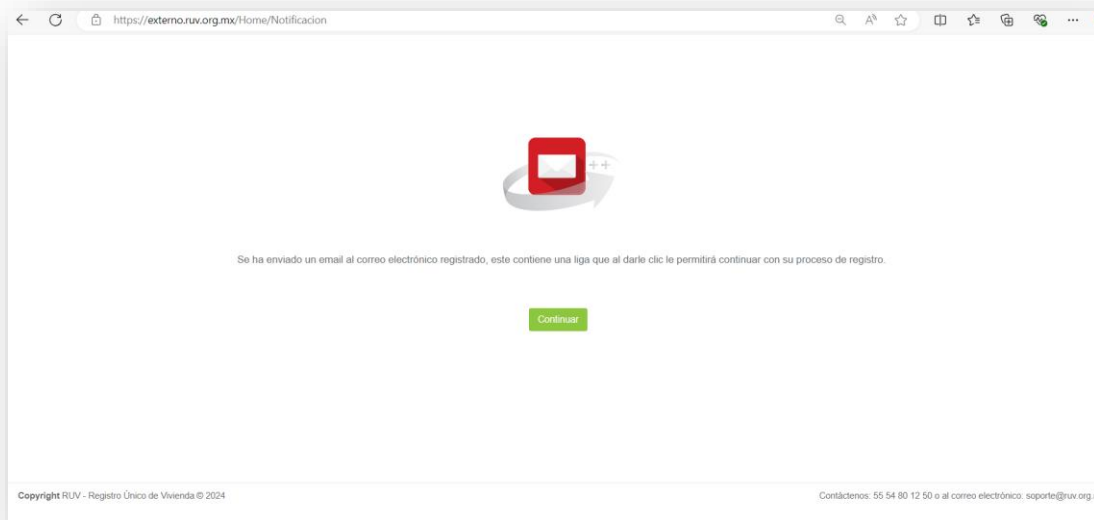 https://externo.ruv.org.mx/Home/Notificacion
Se ha enviado un email al correo electrónico registrado, este contiene una liga que al darle clic le permitirá continuar con su proceso de registro.
Continuar
Copyright RUV - Registro Único de Vivienda © 2024
Contáctenos: 55 54 80 12 50 o al correo electrónico: soporte@ruv.org.